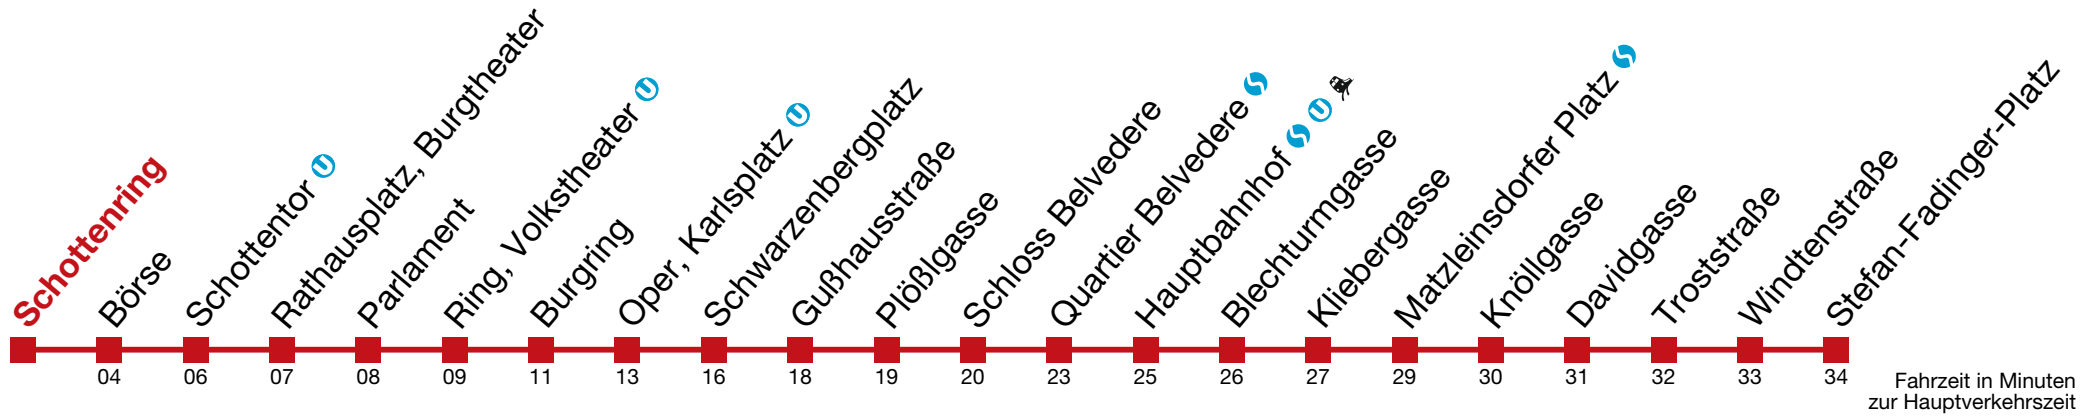 Schottenring
Börse
Schottentor
Rathausplatz, Burgtheater
Parlament
Ring, Volkstheater
Burgring
Oper, Karlsplatz
Schwarzenbergplatz
Gußhausstraße
Plößlgasse
Schloss Belvedere
Quartier Belvedere
Hauptbahnhof
Blechturmgasse
Kliebergasse
Matzleinsdorfer Platz
Knöllgasse
Davidgasse
Troststraße
Windtenstraße
Stefan-Fadinger-Platz
04 06 07 08 09 11 13 16 18 19 20 23 25 26 27 29 30 31 32 33 34
Fahrzeit in Minuten
zur Hauptverkehrszeit